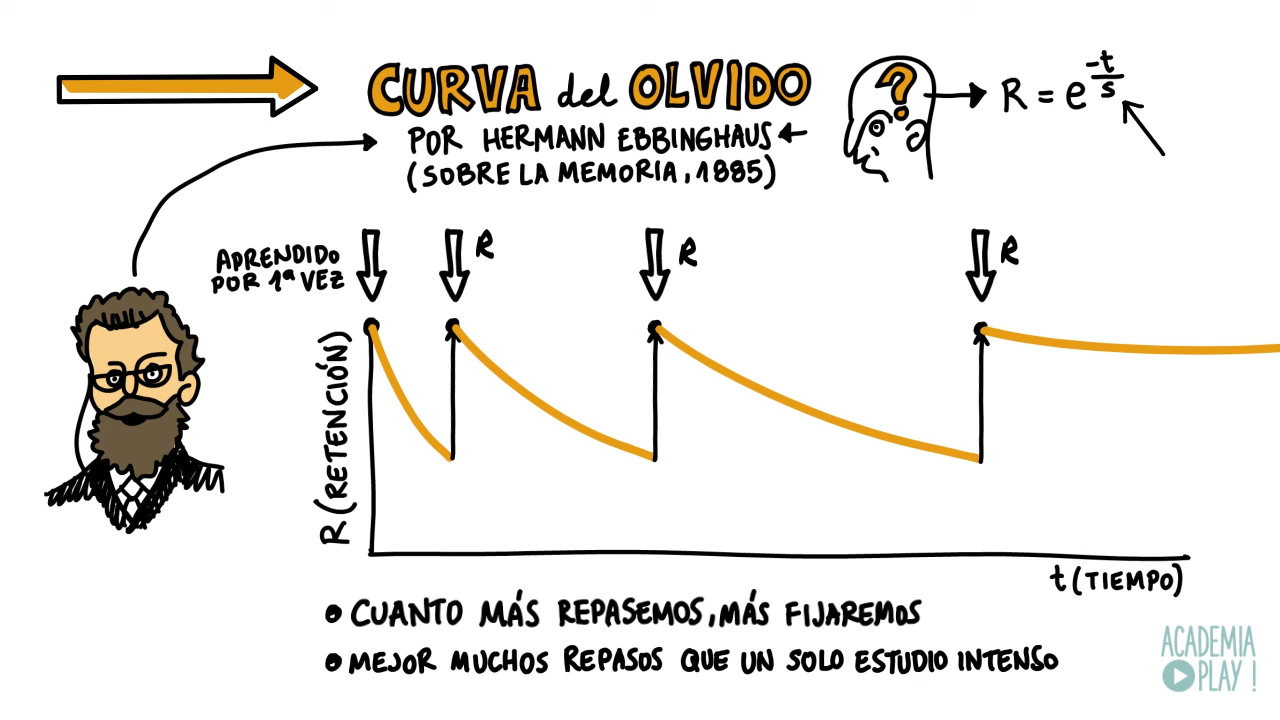 CURVA del OLVIDO
POR HERMANN EBBINGHAUS
(SOBRE LA MEMORIA, 1885)
?
R = e^(-t/s)
APRENDIDO
POR 1ª VEZ
R
R
R
R (RETENCIÓN)
t (TIEMPO)
• CUANTO MÁS REPASEMOS, MÁS FIJAREMOS
• MEJOR MUCHOS REPASOS QUE UN SOLO ESTUDIO INTENSO
ACADEMIA
PLAY!